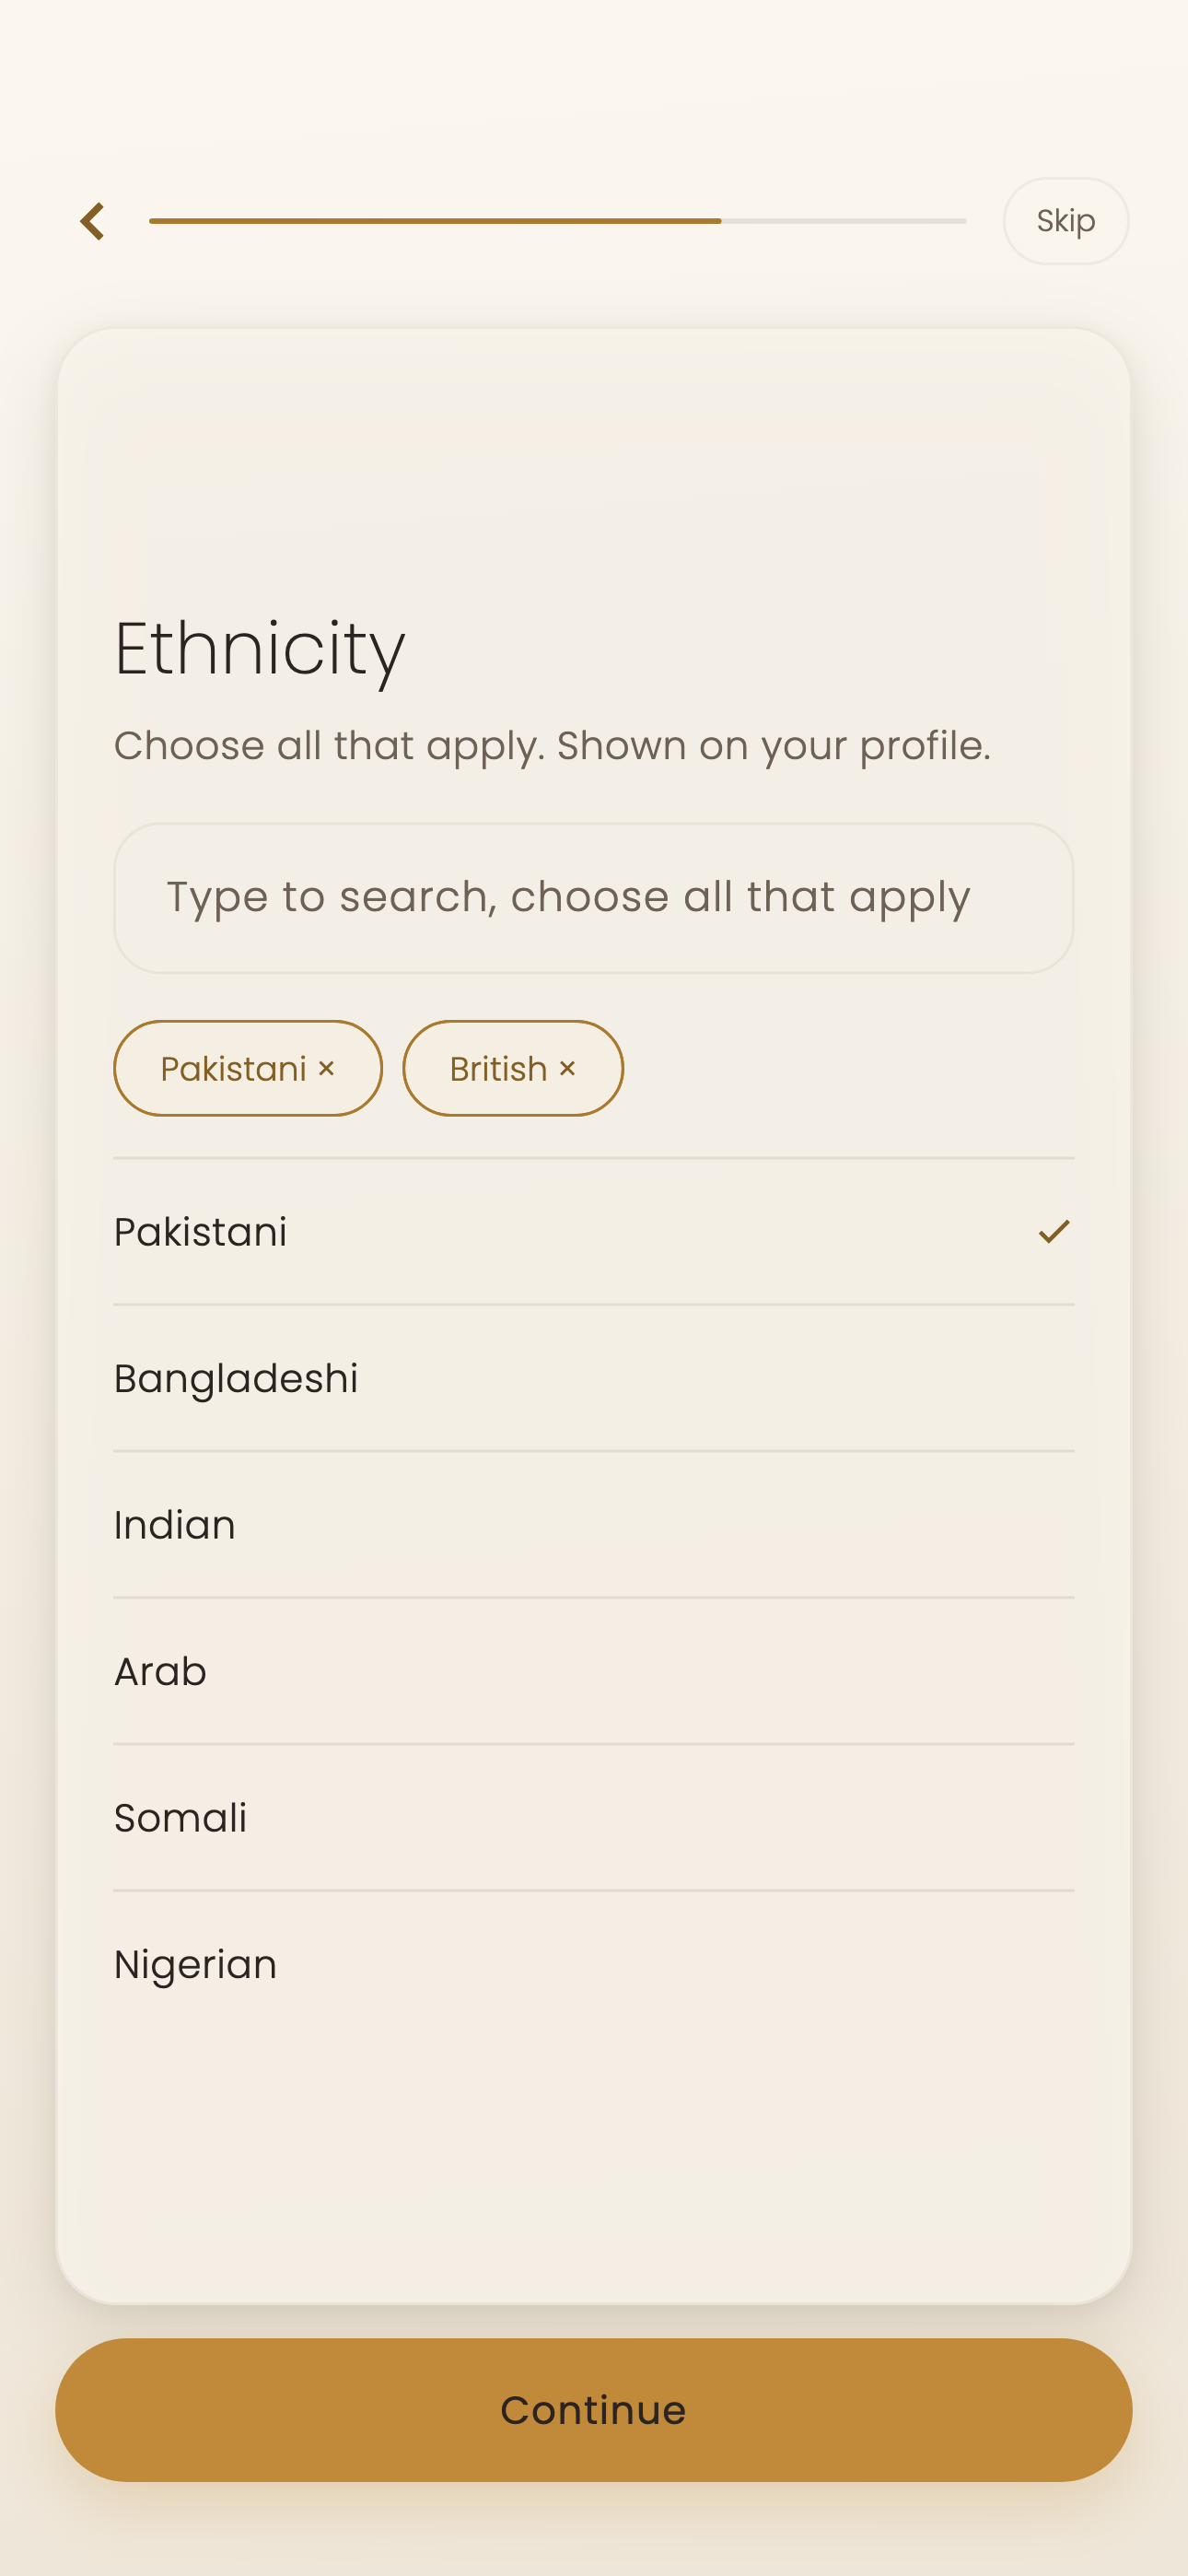 Skip
Ethnicity
Choose all that apply. Shown on your profile.
Type to search, choose all that apply
Pakistani × British ×
Pakistani
Bangladeshi
Indian
Arab
Somali
Nigerian
Continue